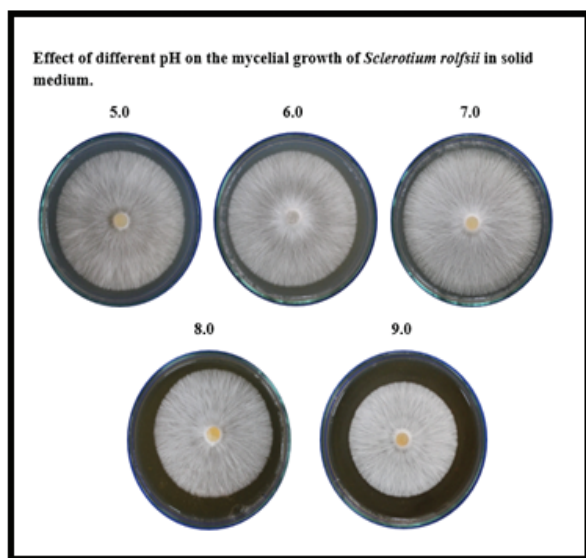 Effect of different pH on the mycelial growth of Sclerotium rolfsii in solid
medium.
5.0 6.0 7.0
8.0 9.0